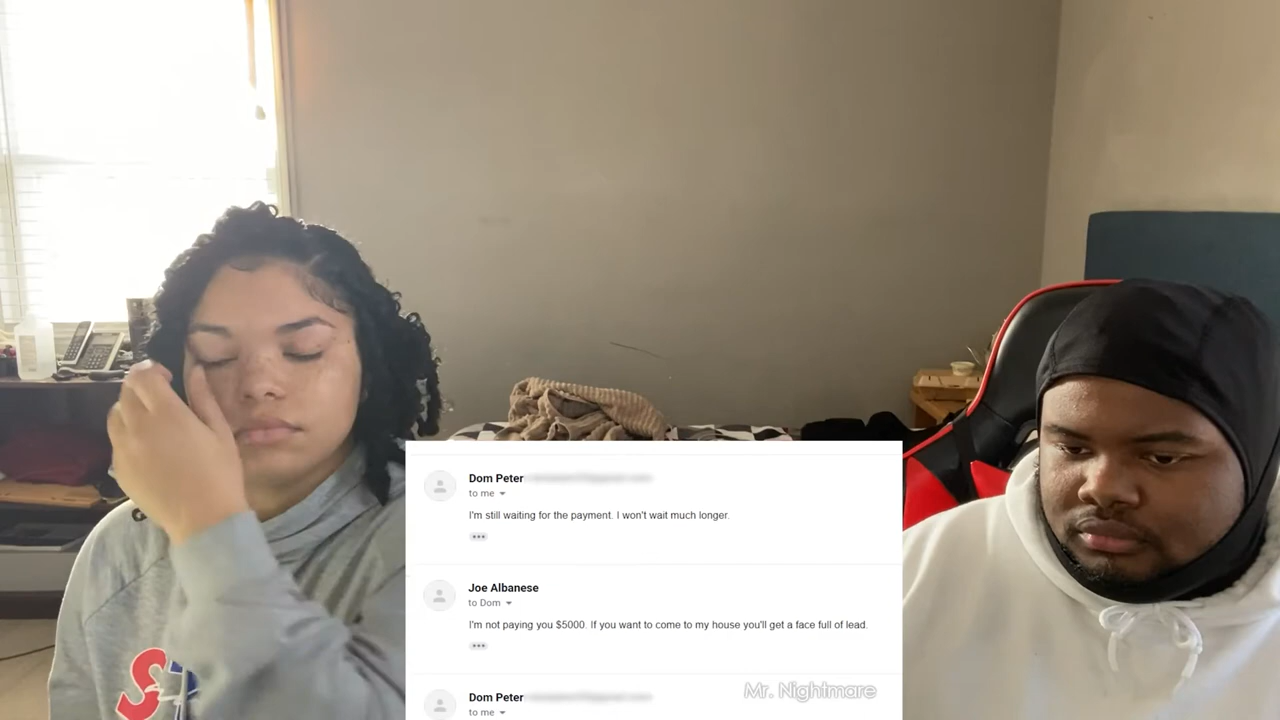 Dom Peter
to me
I'm still waiting for the payment. I won't wait much longer.
Joe Albanese
to Dom
I'm not paying you $5000. If you want to come to my house you'll get a face full of lead.
Dom Peter
to me
Mr. Nightmare